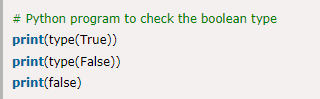 # Python program to check the boolean type
print(type(True))
print(type(False))
print(false)